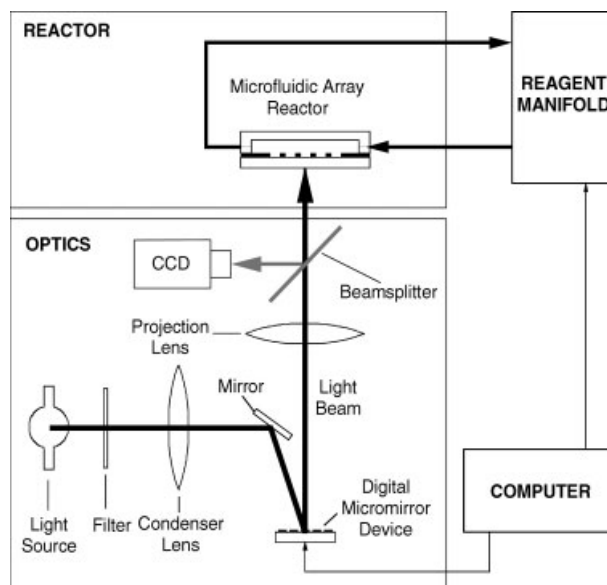 REACTOR
Microfluidic Array
Reactor
REAGENT
MANIFOLD
OPTICS
CCD
Beamsplitter
Projection
Lens
Mirror
Light
Beam
Light
Source
Filter
Condenser
Lens
Digital
Micromirror
Device
COMPUTER